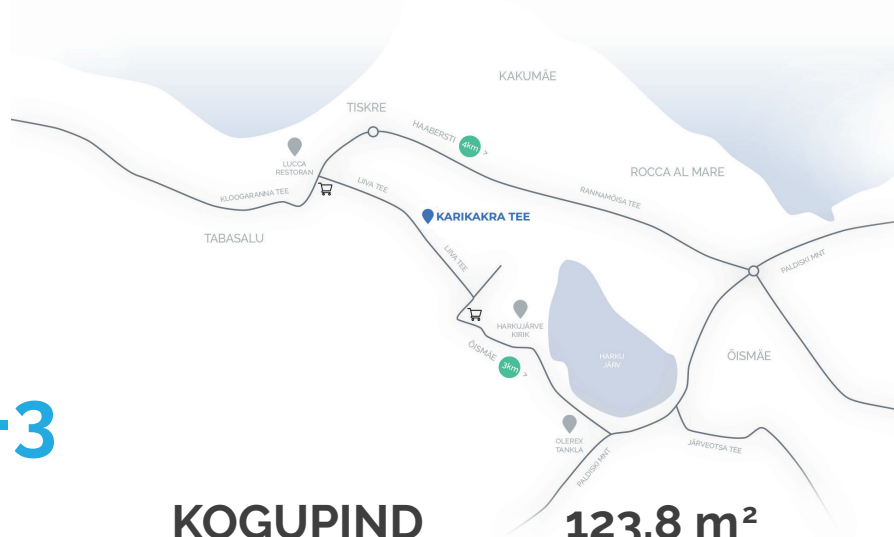 KAKUMÄE
TISKRE
HAABERSTI 4km >
LUCCA
RESTORAN
ROCCA AL MARE
KLOOGARANNA TEE
LIIVA TEE
RANNAMÕISA TEE
KARIKAKRA TEE
TABASALU
LIIVA TEE
PALDISKI MNT
HARKUJÄRVE
KIRIK
ÕISMÄE 3km >
HARKU
JÄRV
ÕISMÄE
-3
OLEREX
TANKLA
JÄRVEOTSA TEE
PALDISKI MNT
KOGUPIND 123,8 m²